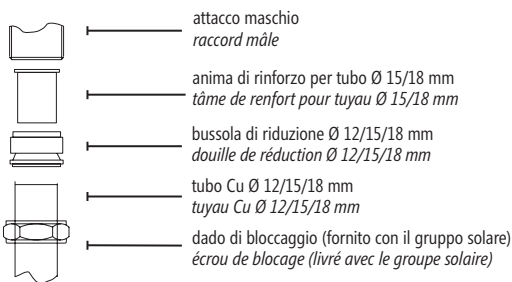 attacco maschio
raccord mâle
anima di rinforzo per tubo Ø 15/18 mm
tâme de renfort pour tuyau Ø 15/18 mm
bussola di riduzione Ø 12/15/18 mm
douille de réduction Ø 12/15/18 mm
tubo Cu Ø 12/15/18 mm
tuyau Cu Ø 12/15/18 mm
dado di bloccaggio (fornito con il gruppo solare)
écrou de blocage (livré avec le groupe solaire)